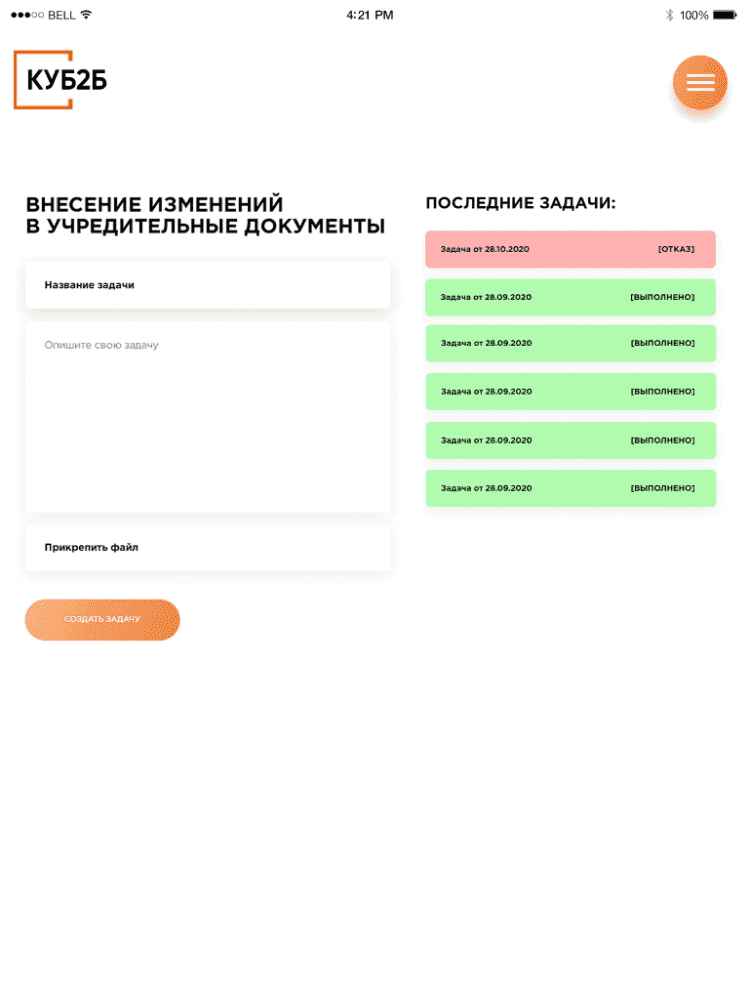 BELL
4:21 PM
100%
КУБ2Б
ВНЕСЕНИЕ ИЗМЕНЕНИЙ
В УЧРЕДИТЕЛЬНЫЕ ДОКУМЕНТЫ
Название задачи
Опишите свою задачу
Прикрепить файл
СОЗДАТЬ ЗАДАЧУ
ПОСЛЕДНИЕ ЗАДАЧИ:
Задача от 28.10.2020 [ОТКАЗ]
Задача от 28.09.2020 [ВЫПОЛНЕНО]
Задача от 28.09.2020 [ВЫПОЛНЕНО]
Задача от 28.09.2020 [ВЫПОЛНЕНО]
Задача от 28.09.2020 [ВЫПОЛНЕНО]
Задача от 28.09.2020 [ВЫПОЛНЕНО]